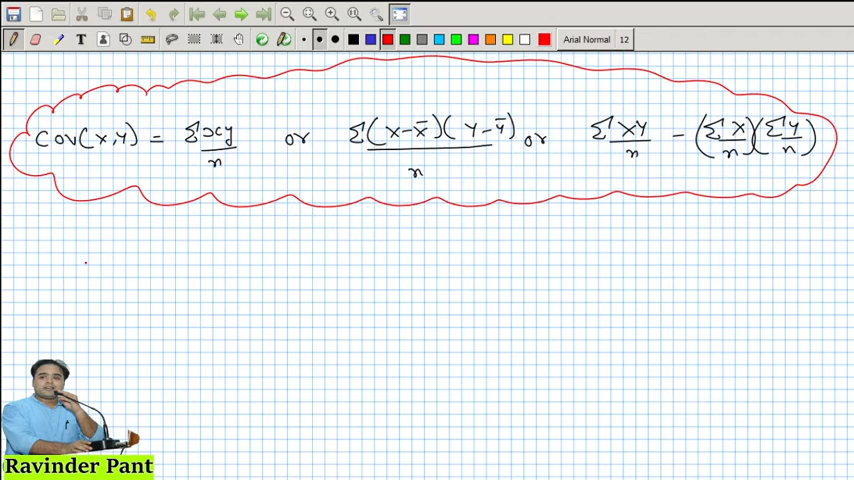 Arial Normal 12
Cov(x,y) = Σxy/n or Σ(X-X̄)(Y-Ȳ)/n or ΣXY/n - (ΣX/n)(ΣY/n)
Ravinder Pant